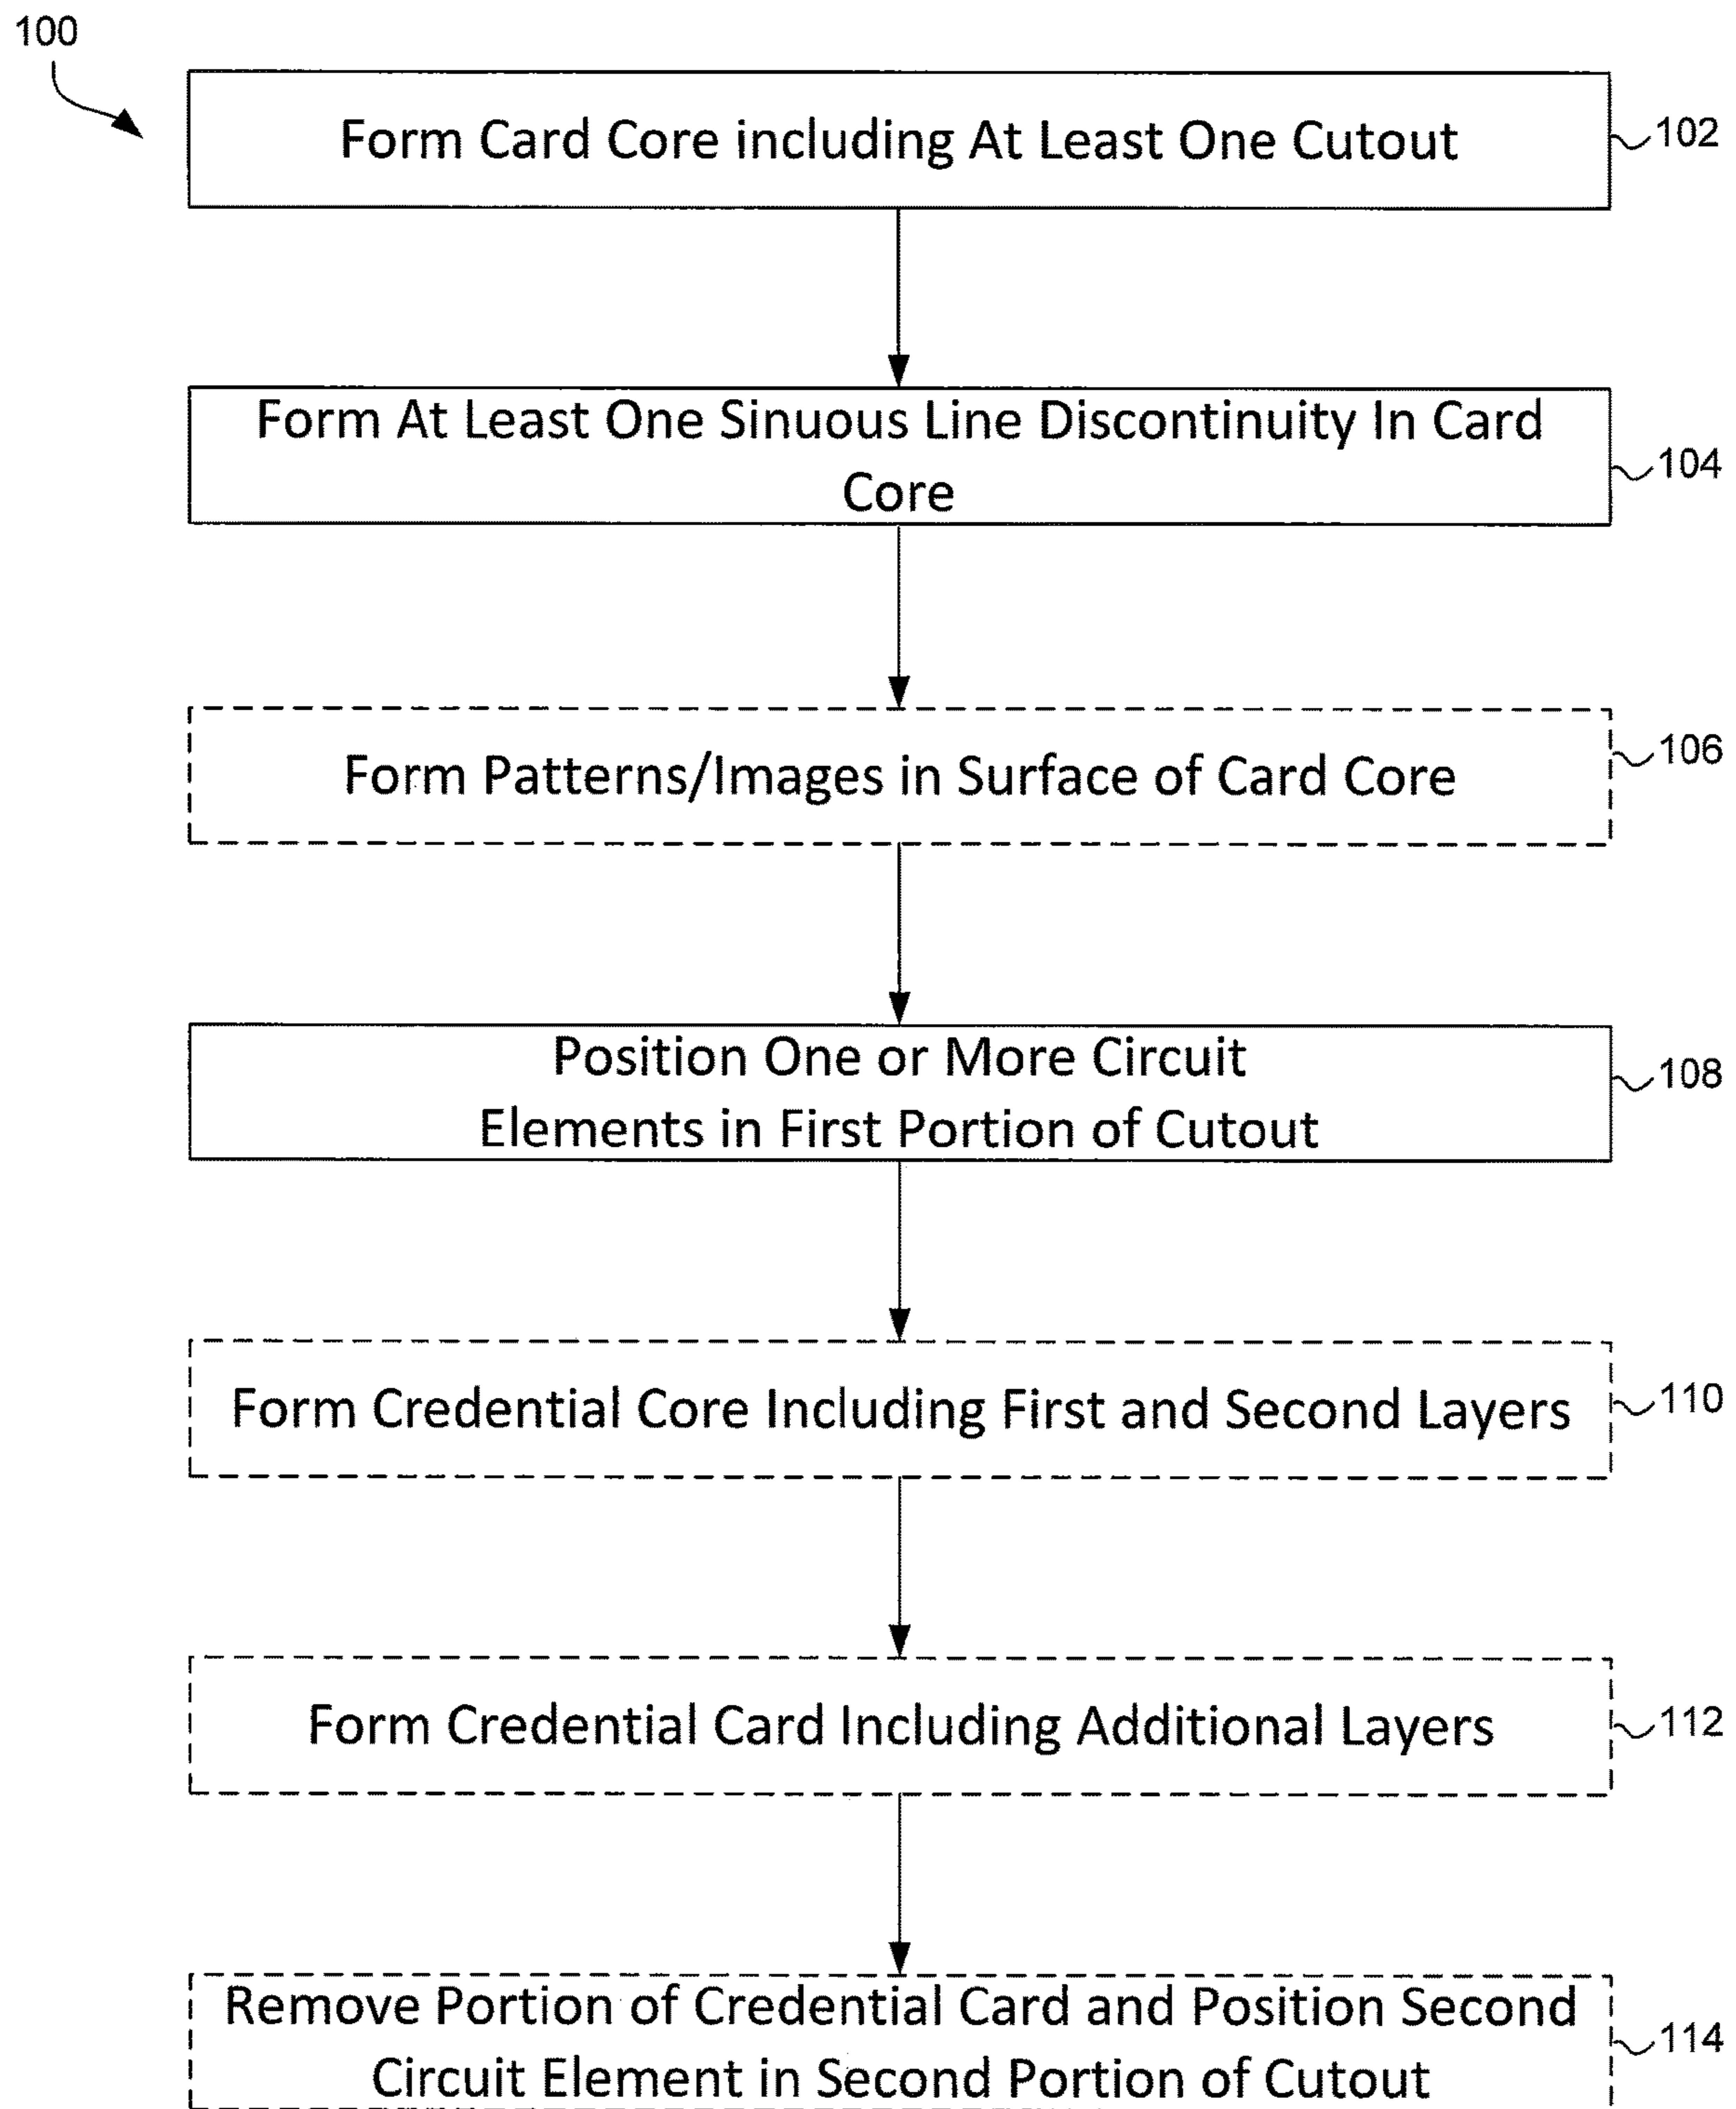 100
Form Card Core including At Least One Cutout
102
Form At Least One Sinuous Line Discontinuity In Card
Core
104
Form Patterns/Images in Surface of Card Core
106
Position One or More Circuit
Elements in First Portion of Cutout
108
Form Credential Core Including First and Second Layers
110
Form Credential Card Including Additional Layers
112
Remove Portion of Credential Card and Position Second
Circuit Element in Second Portion of Cutout
114